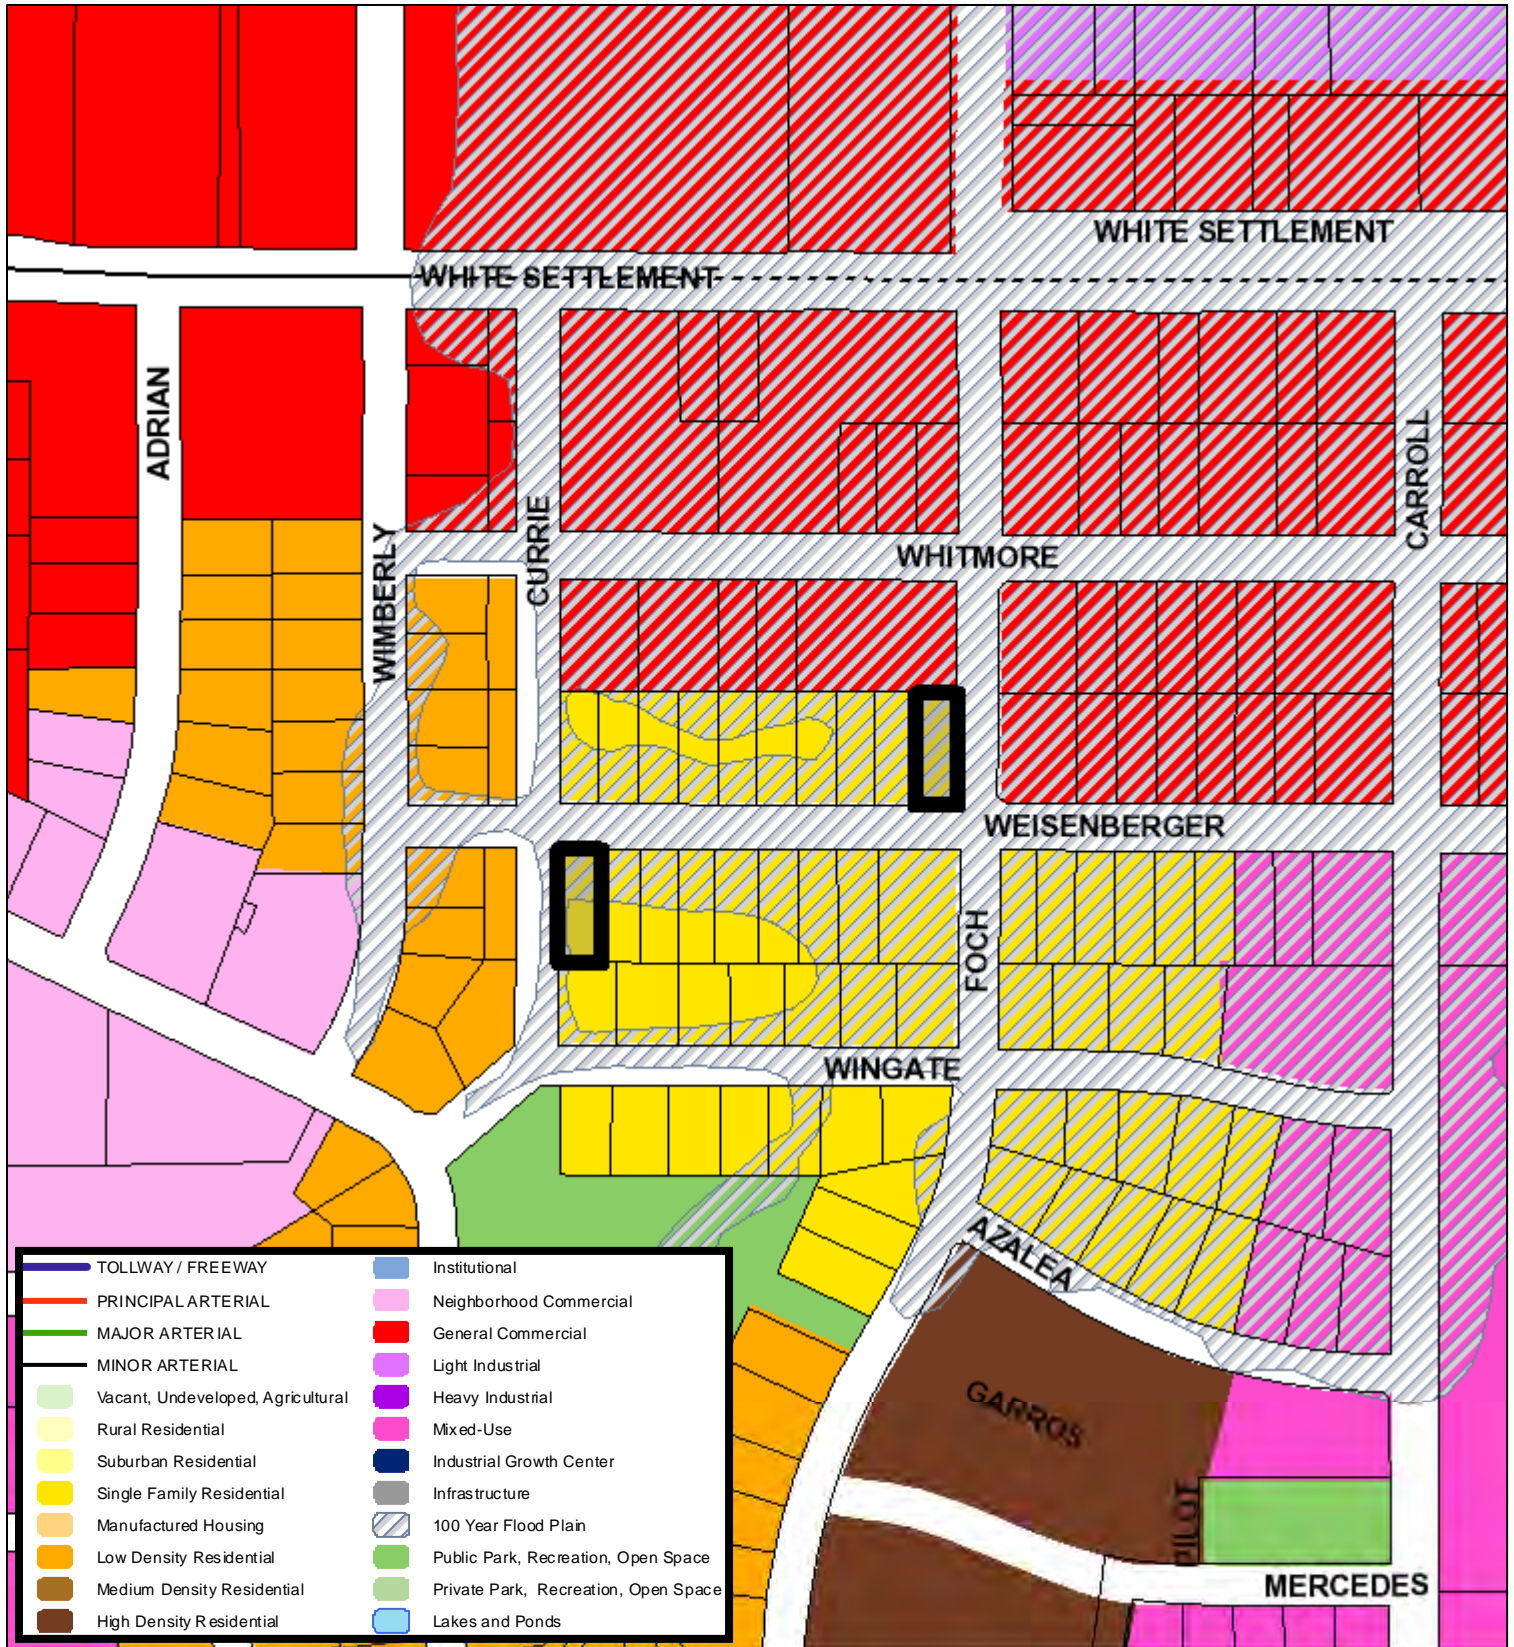 WHITE SETTLEMENT
WHITE SETTLEMENT
ADRIAN
CARROLL
CURRIE
WIMBERLY
WHITMORE
WEISENBERGER
FOCH
WINGATE
AZALEA
GARROS
PILOT
MERCEDES
TOLLWAY / FREEWAY
PRINCIPAL ARTERIAL
MAJOR ARTERIAL
MINOR ARTERIAL
Vacant, Undeveloped, Agricultural
Rural Residential
Suburban Residential
Single Family Residential
Manufactured Housing
Low Density Residential
Medium Density Residential
High Density Residential
Institutional
Neighborhood Commercial
General Commercial
Light Industrial
Heavy Industrial
Mixed-Use
Industrial Growth Center
Infrastructure
100 Year Flood Plain
Public Park, Recreation, Open Space
Private Park, Recreation, Open Space
Lakes and Ponds